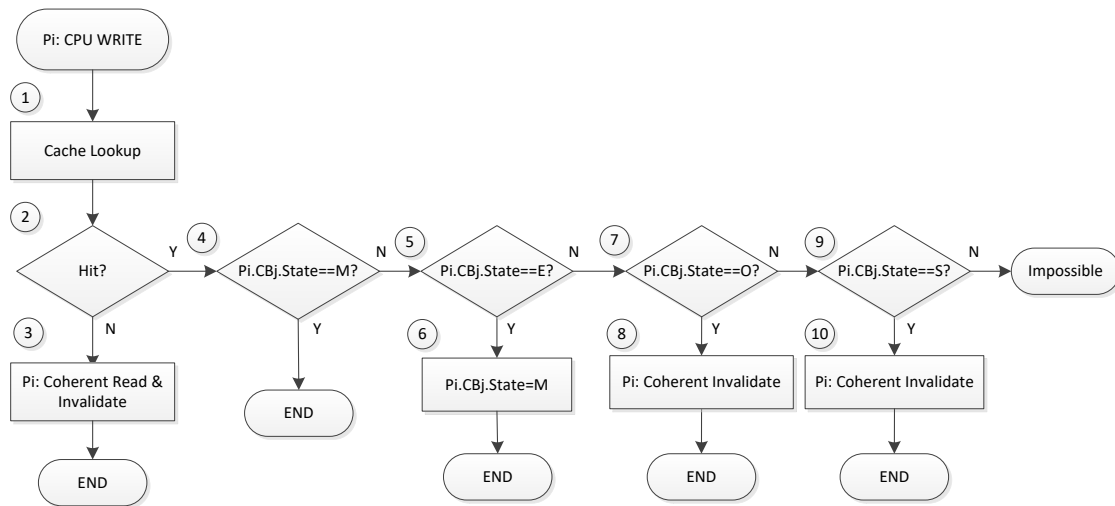 Pi: CPU WRITE
1
Cache Lookup
2
Hit?
Y
N
4
Pi.CBj.State==M?
N
Y
5
Pi.CBj.State==E?
N
Y
7
Pi.CBj.State==O?
N
Y
9
Pi.CBj.State==S?
N
Y
Impossible
3
Pi: Coherent Read &
Invalidate
END
END
6
Pi.CBj.State=M
END
8
Pi: Coherent Invalidate
END
10
Pi: Coherent Invalidate
END